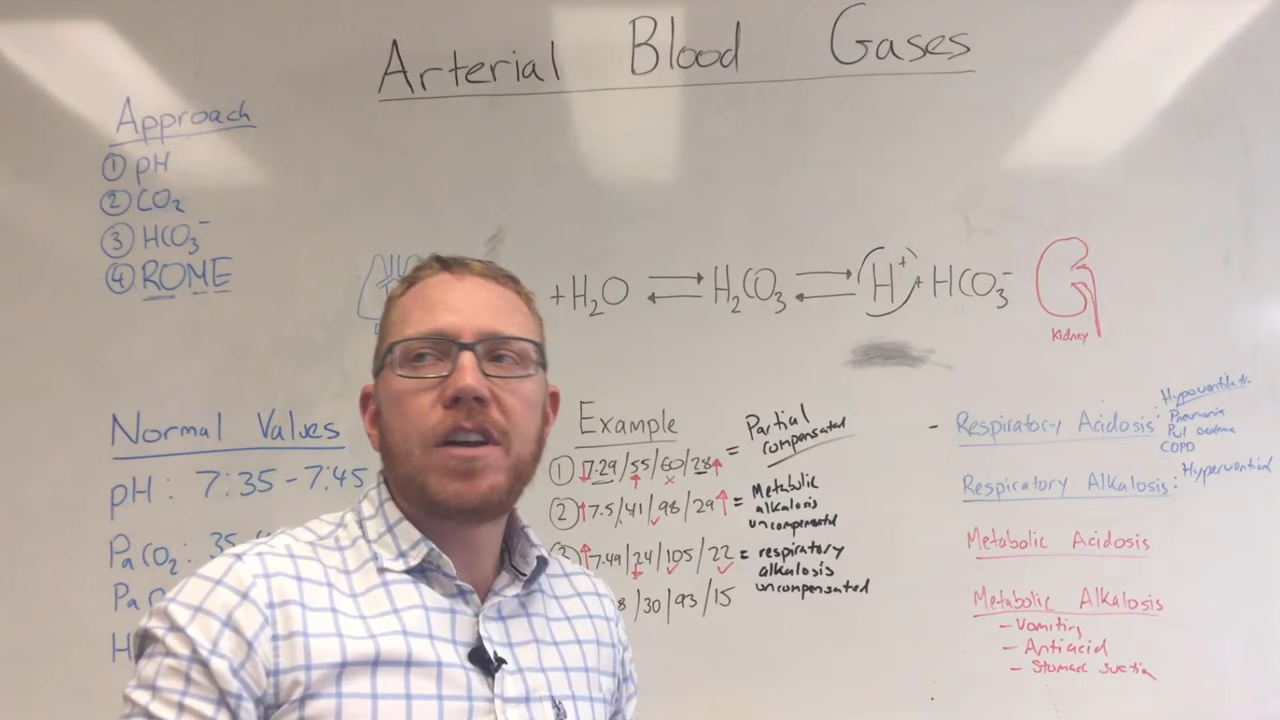 Arterial Blood Gases
Approach
① pH
② CO₂
③ HCO₃⁻
④ ROME
+ H₂O ⇌ H₂CO₃ ⇌ (H⁺) + HCO₃⁻
Kidney
Normal Values
pH: 7:35 - 7:45
PaCO₂: 35
Pa
H
Example
① ↓7.29/55↑/60×/28↑ = Partial compensated
② ↑7.5/41/98✓/29↑ = Metabolic alkalosis uncompensated
↑7.49/24↓/105✓/22✓ = respiratory alkalosis uncompensated
8/30/93/15
- Respiratory Acidosis:
Hypoventilation
Pnemonia
Pul oedema
COPD
Respiratory Alkalosis: Hyperventical
Metabolic Acidosis
Metabolic Alkalosis
- Vomiting
- Antiacid
- Stomach suction